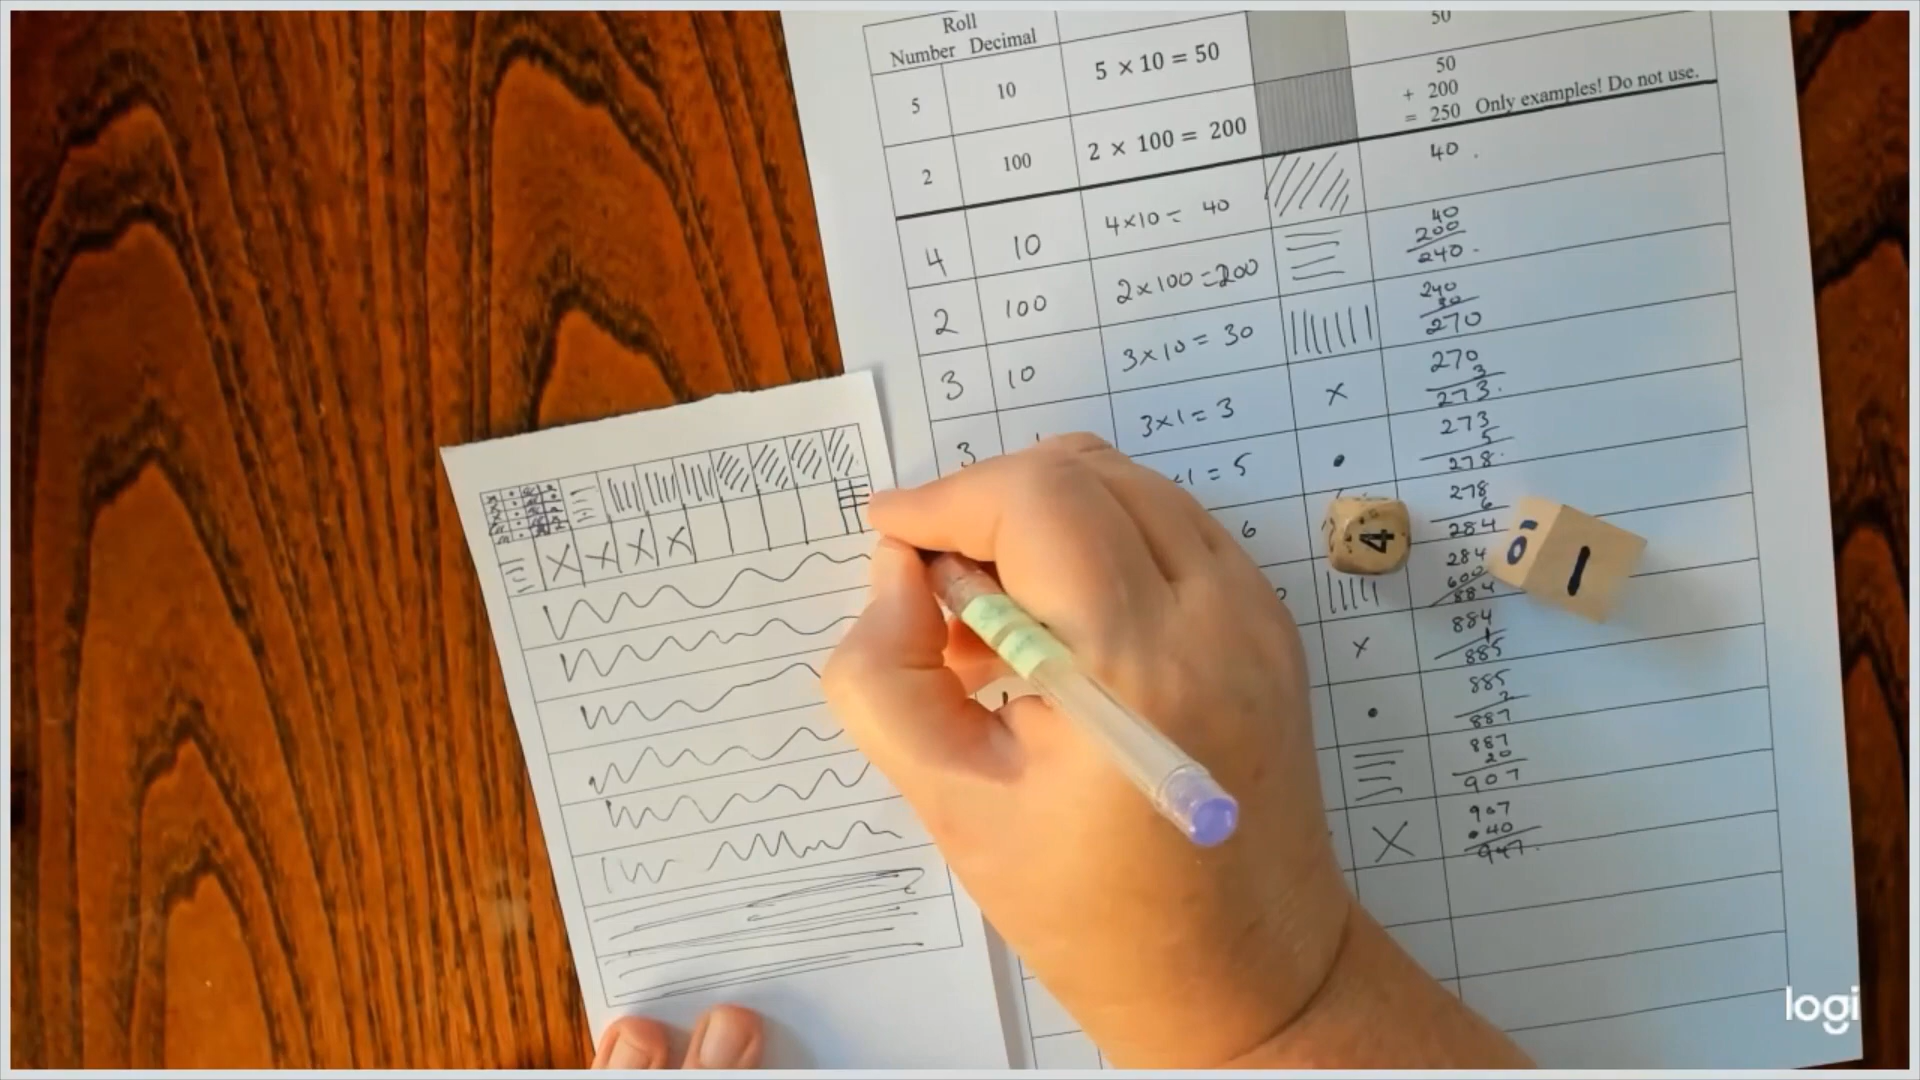 Roll
Number Decimal
5 10 5 × 10 = 50 50
2 100 2 × 100 = 200 50
+ 200
= 250 Only examples! Do not use.
4 10 4×10 = 40 40 .
2 100 2×100 =200 40
200
240 .
3 10 3×10 = 30 240
30
270
3 1 3×1 = 3 X 270
3
273.
×1 = 5 • 273
5
278.
6 278
6
284
284
600
884
x 884
1
885
• 885
2
887
887
20
907
X 907
40
947.
4
0 1
logi